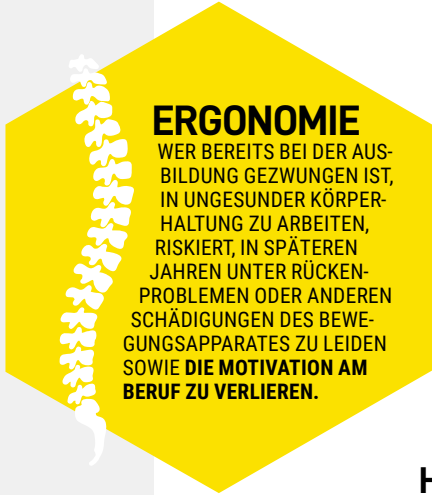 ERGONOMIE
WER BEREITS BEI DER AUS-
BILDUNG GEZWUNGEN IST,
IN UNGESUNDER KÖRPER-
HALTUNG ZU ARBEITEN,
RISKIERT, IN SPÄTEREN
JAHREN UNTER RÜCKEN-
PROBLEMEN ODER ANDEREN
SCHÄDIGUNGEN DES BEWE-
GUNGSAPPARATES ZU LEIDEN
SOWIE DIE MOTIVATION AM
BERUF ZU VERLIEREN.
H